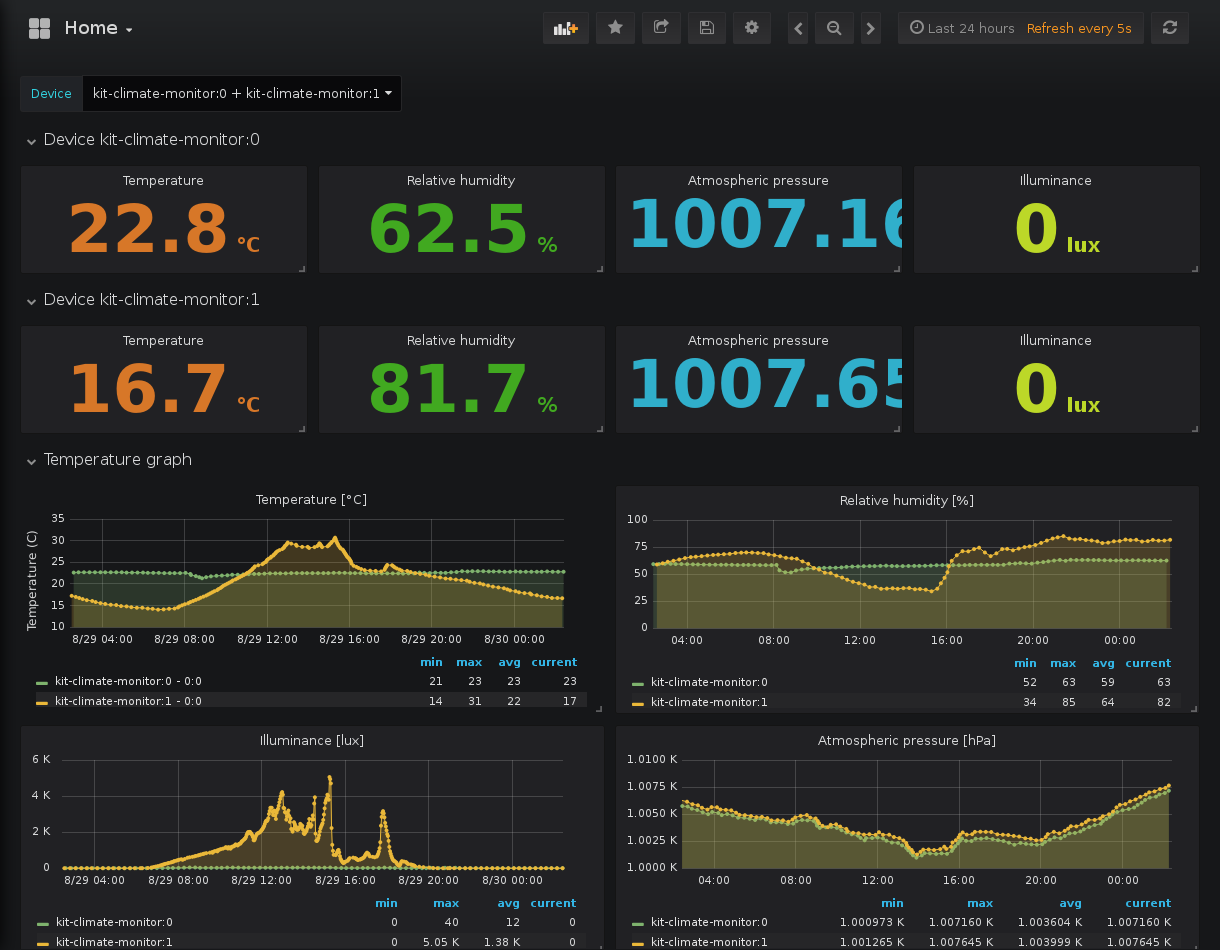 Home
Last 24 hours Refresh every 5s
Device kit-climate-monitor:0 + kit-climate-monitor:1
Device kit-climate-monitor:0
Temperature Relative humidity Atmospheric pressure Illuminance
22.8 °C 62.5 % 1007.16 0 lux
Device kit-climate-monitor:1
Temperature Relative humidity Atmospheric pressure Illuminance
16.7 °C 81.7 % 1007.65 0 lux
Temperature graph
Temperature [°C]
Temperature (C)
35
30
25
20
15
10
8/29 04:00 8/29 08:00 8/29 12:00 8/29 16:00 8/29 20:00 8/30 00:00
min max avg current
kit-climate-monitor:0 - 0:0 21 23 23 23
kit-climate-monitor:1 - 0:0 14 31 22 17
Relative humidity [%]
100
75
50
25
0
04:00 08:00 12:00 16:00 20:00 00:00
min max avg current
kit-climate-monitor:0 52 63 59 63
kit-climate-monitor:1 34 85 64 82
Illuminance [lux]
6 K
4 K
2 K
0
8/29 04:00 8/29 08:00 8/29 12:00 8/29 16:00 8/29 20:00 8/30 00:00
min max avg current
kit-climate-monitor:0 0 40 12 0
kit-climate-monitor:1 0 5.05 K 1.38 K 0
Atmospheric pressure [hPa]
1.0100 K
1.0075 K
1.0050 K
1.0025 K
1.0000 K
04:00 08:00 12:00 16:00 20:00 00:00
min max avg current
kit-climate-monitor:0 1.000973 K 1.007160 K 1.003604 K 1.007160 K
kit-climate-monitor:1 1.001265 K 1.007645 K 1.003999 K 1.007645 K